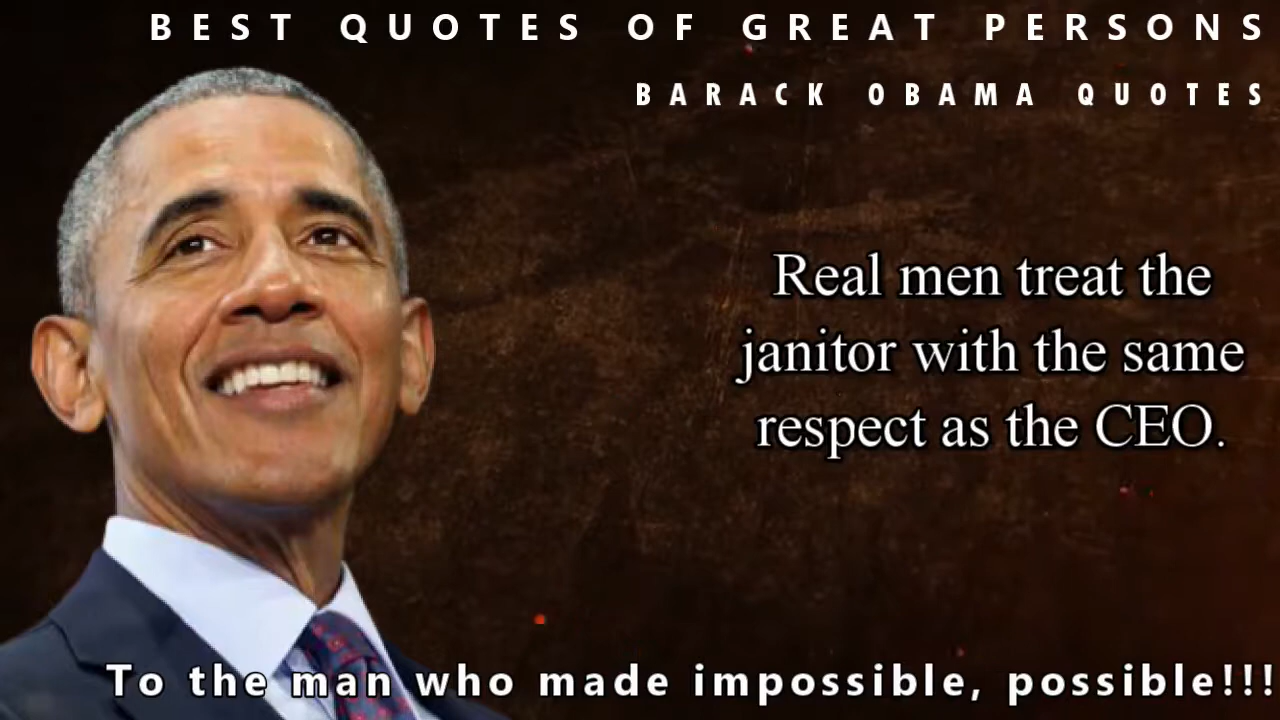 BEST QUOTES OF GREAT PERSONS
BARACK OBAMA QUOTES
Real men treat the
janitor with the same
respect as the CEO.
To the man who made impossible, possible!!!